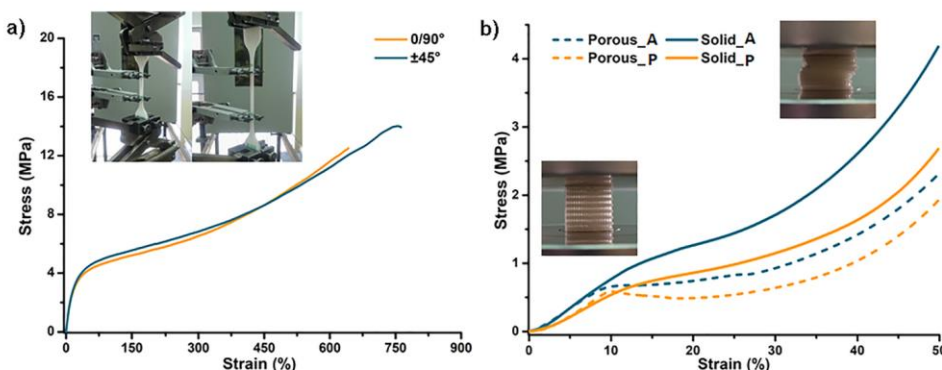 a)
20
16
12
8
4
0
Stress (MPa)
0/90°
±45°
0 150 300 450 600 750 900
Strain (%)
b)
Porous_A Solid_A
Porous_P Solid_P
4
3
2
1
0
Stress (MPa)
0 10 20 30 40 50
Strain (%)